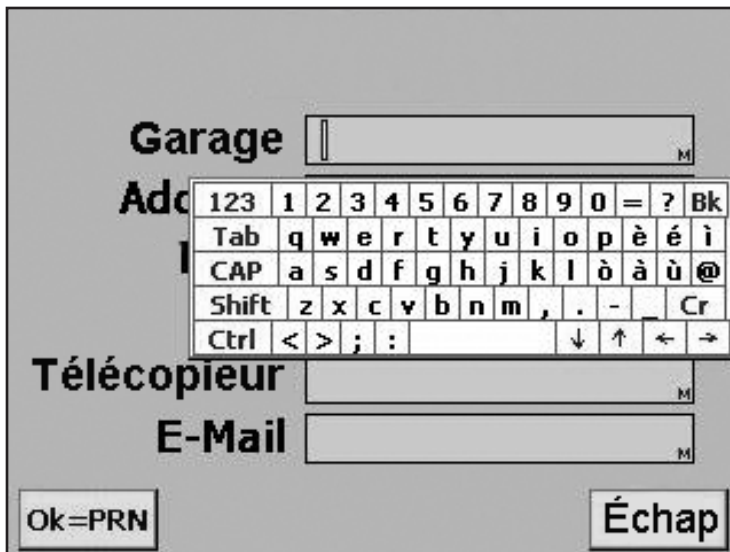 Garage M
123 1 2 3 4 5 6 7 8 9 0 = ? Bk
Tab q w e r t y u i o p è é ì
CAP a s d f g h j k l ò à ù @
Shift z x c v b n m , . - _ Cr
Ctrl < > ; : ↓ ↑ ← →
Télécopieur M
E-Mail M
Ok=PRN Échap